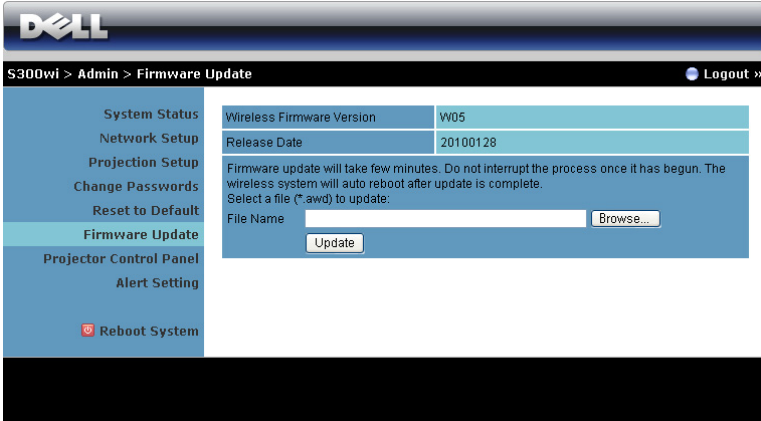 DELL
S300wi > Admin > Firmware Update
Logout »
System Status
Network Setup
Projection Setup
Change Passwords
Reset to Default
Firmware Update
Projector Control Panel
Alert Setting
Reboot System
Wireless Firmware Version W05
Release Date 20100128
Firmware update will take few minutes. Do not interrupt the process once it has begun. The
wireless system will auto reboot after update is complete.
Select a file (*.awd) to update:
File Name Browse...
Update